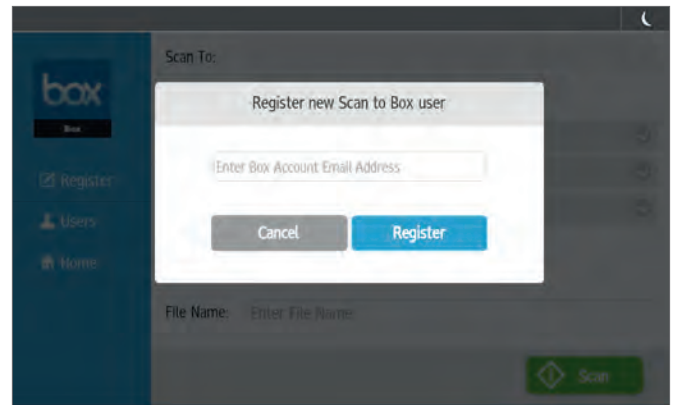 Scan To:
box
Box
Register new Scan to Box user
Enter Box Account Email Address
Cancel
Register
Register
Users
Home
File Name: Enter File Name
Scan